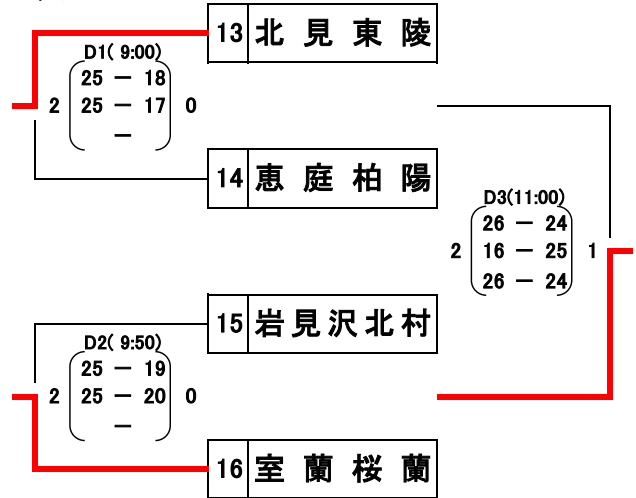 13 北見東陵
D1( 9:00)
25 － 18
2 25 － 17 0
－
14 恵庭柏陽
D3(11:00)
26 － 24
2 16 － 25 1
26 － 24
15 岩見沢北村
D2( 9:50)
25 － 19
2 25 － 20 0
－
16 室蘭桜蘭